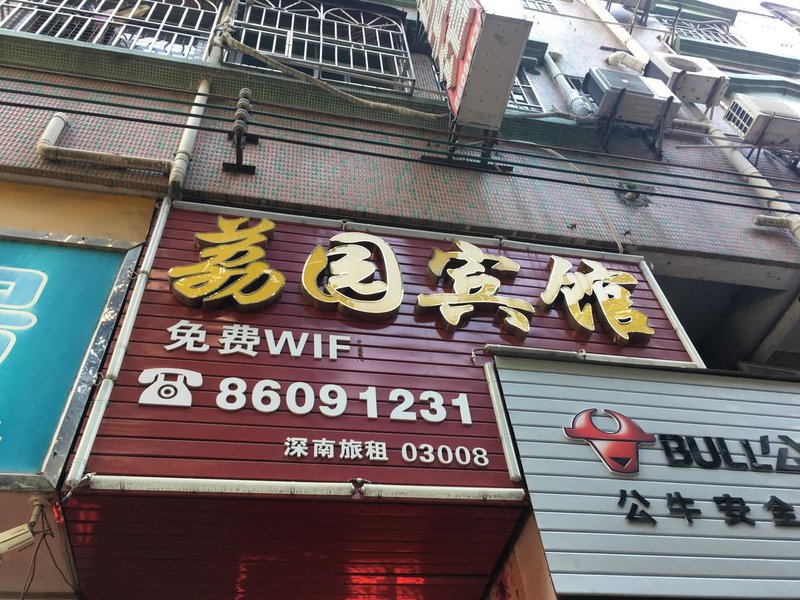 荔园宾馆
免费WIFi
☎86091231
深南旅租 03008
BULL公
公牛安全